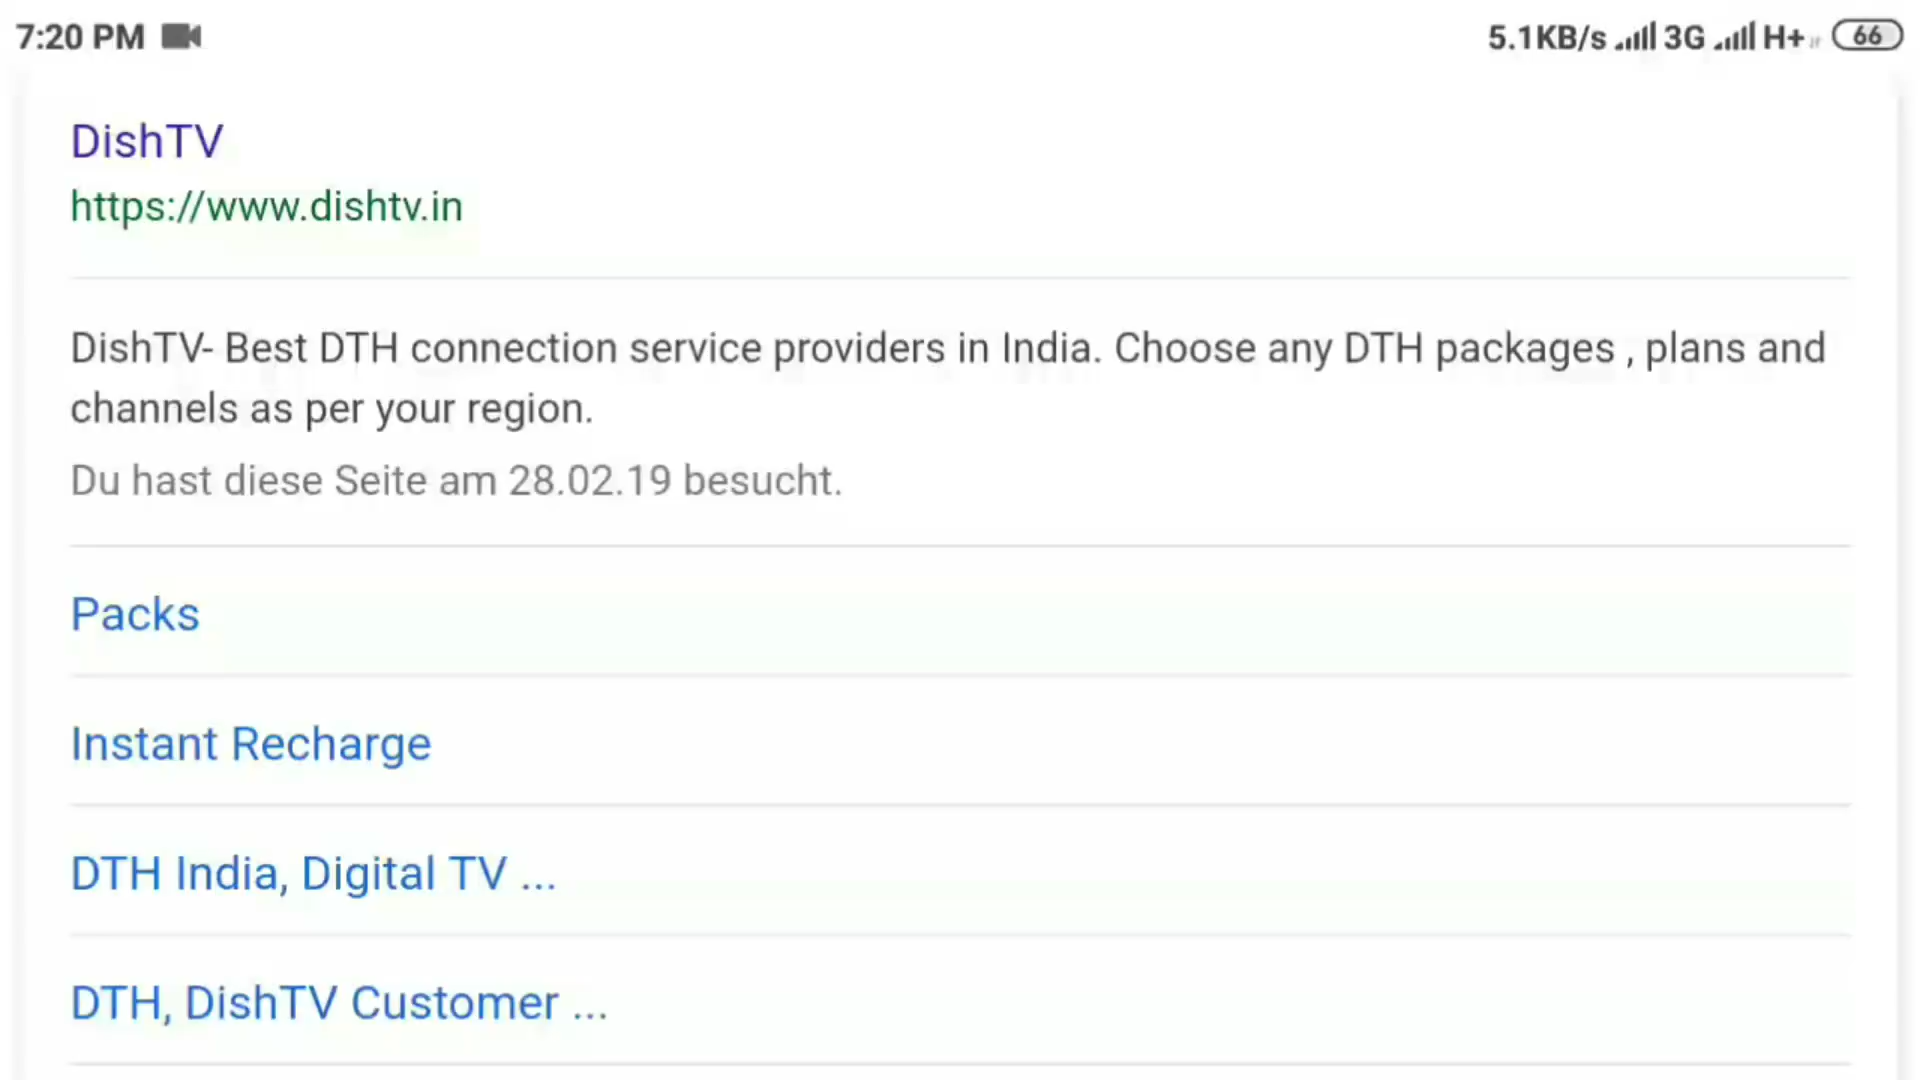 7:20 PM 5.1KB/s 3G H+ 66
DishTV
https://www.dishtv.in
DishTV- Best DTH connection service providers in India. Choose any DTH packages , plans and
channels as per your region.
Du hast diese Seite am 28.02.19 besucht.
Packs
Instant Recharge
DTH India, Digital TV ...
DTH, DishTV Customer ...